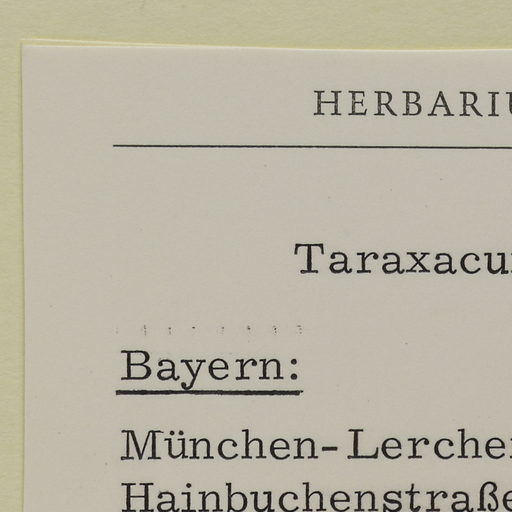 HERBARIU
Taraxacu
Bayern:
München-Lerche
Hainbuchenstraße